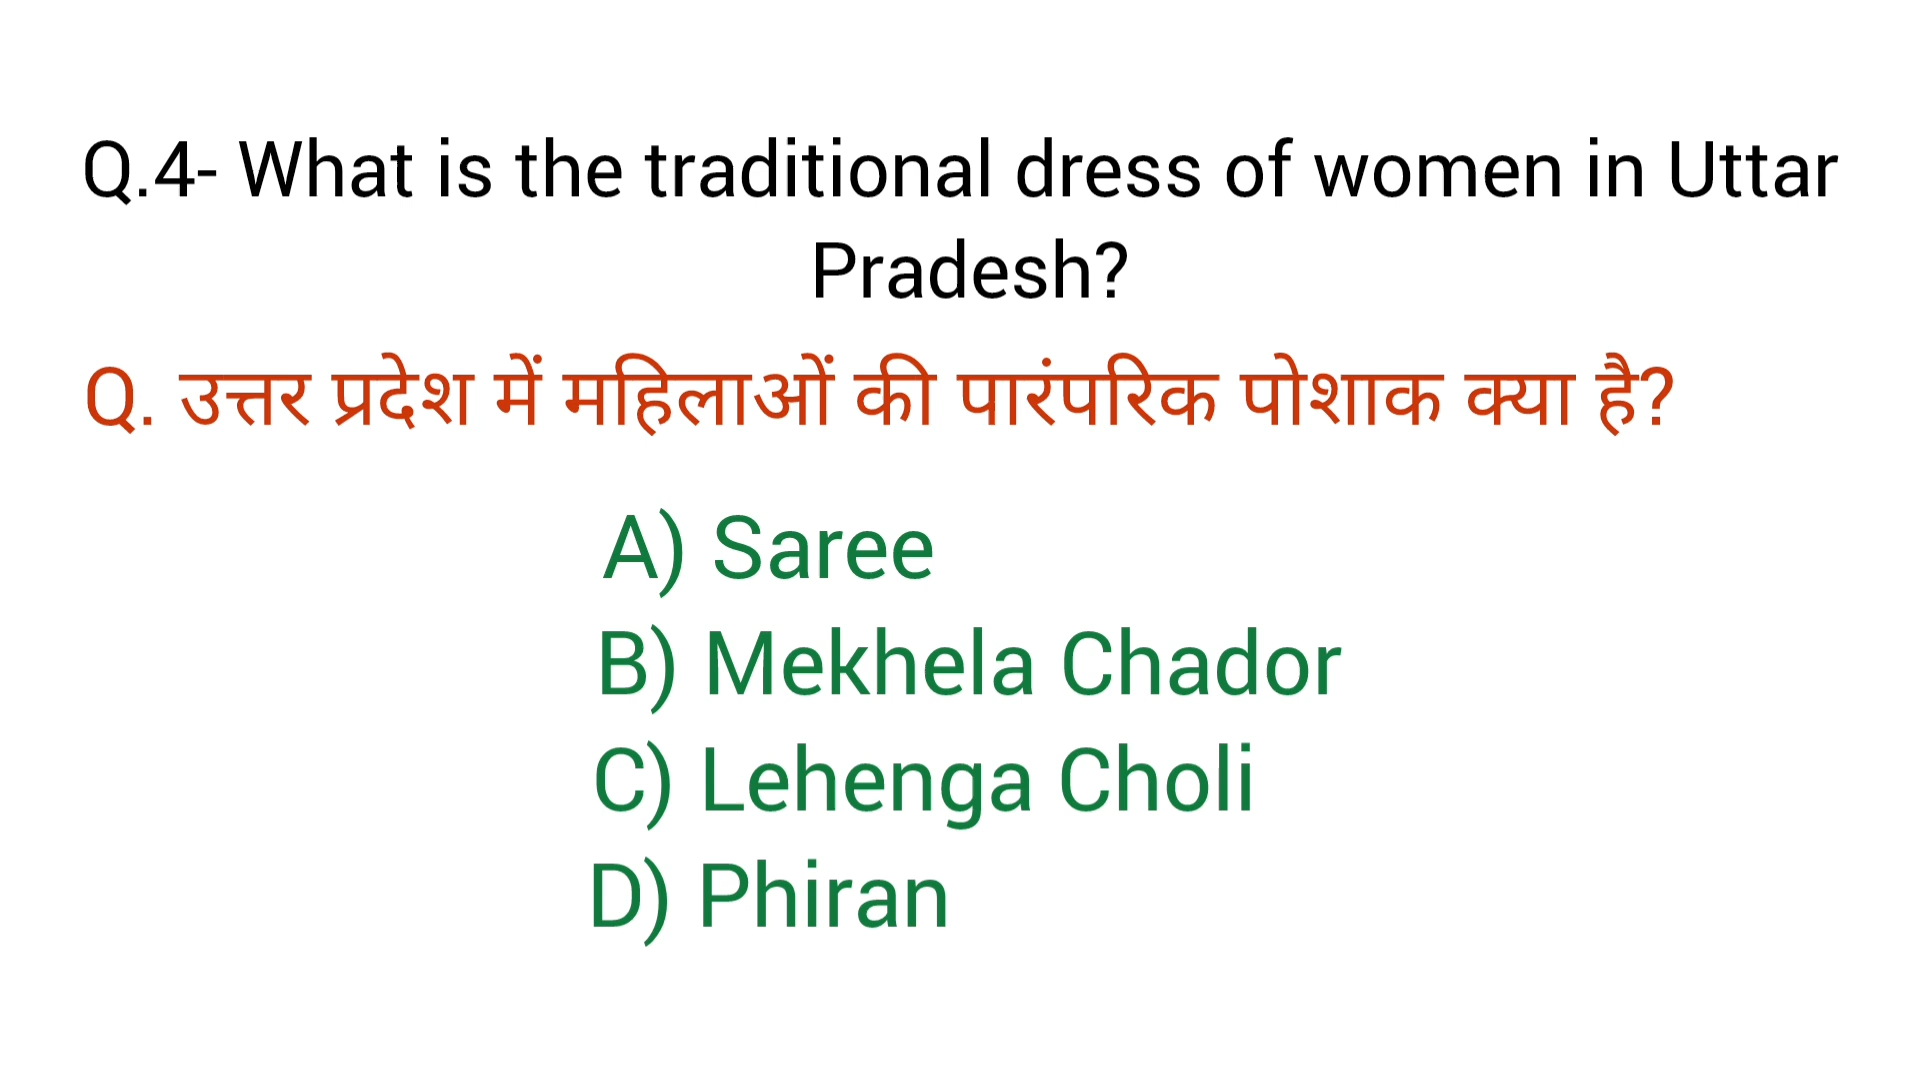 Q.4- What is the traditional dress of women in Uttar
Pradesh?
Q. उत्तर प्रदेश में महिलाओं की पारंपरिक पोशाक क्या है?
A) Saree
B) Mekhela Chador
C) Lehenga Choli
D) Phiran